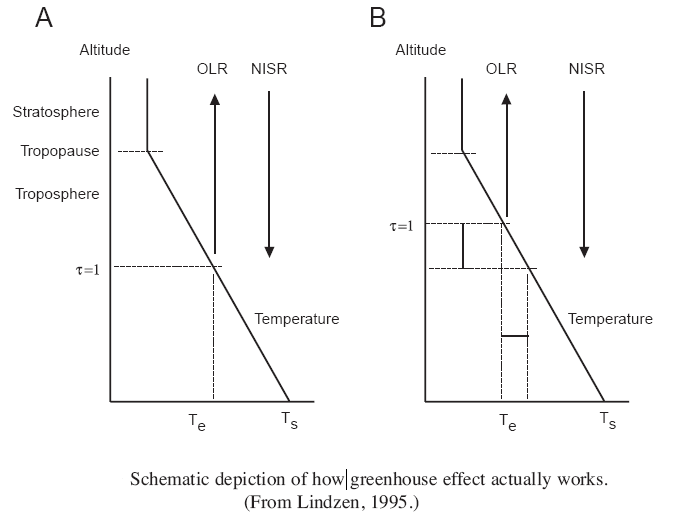 A
B
Altitude
Altitude
OLR
NISR
OLR
NISR
Stratosphere
Tropopause
Troposphere
τ=1
τ=1
Temperature
Temperature
Te
Ts
Te
Ts
Schematic depiction of how greenhouse effect actually works.
(From Lindzen, 1995.)